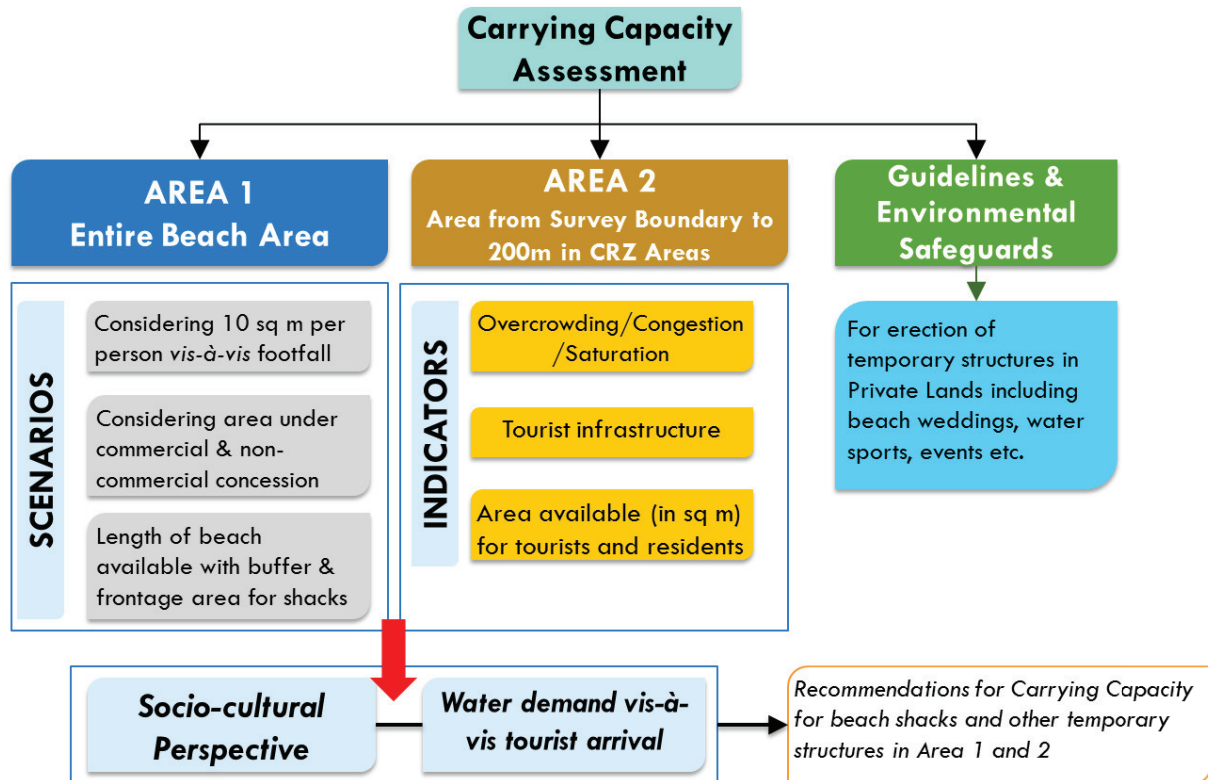 Carrying Capacity
Assessment
AREA 1
Entire Beach Area
AREA 2
Area from Survey Boundary to
200m in CRZ Areas
Guidelines &
Environmental
Safeguards
SCENARIOS
Considering 10 sq m per
person vis-à-vis footfall
Considering area under
commercial & non-
commercial concession
Length of beach
available with buffer &
frontage area for shacks
INDICATORS
Overcrowding/Congestion
/Saturation
Tourist infrastructure
Area available (in sq m)
for tourists and residents
For erection of
temporary structures in
Private Lands including
beach weddings, water
sports, events etc.
Socio-cultural
Perspective
Water demand vis-à-
vis tourist arrival
Recommendations for Carrying Capacity
for beach shacks and other temporary
structures in Area 1 and 2